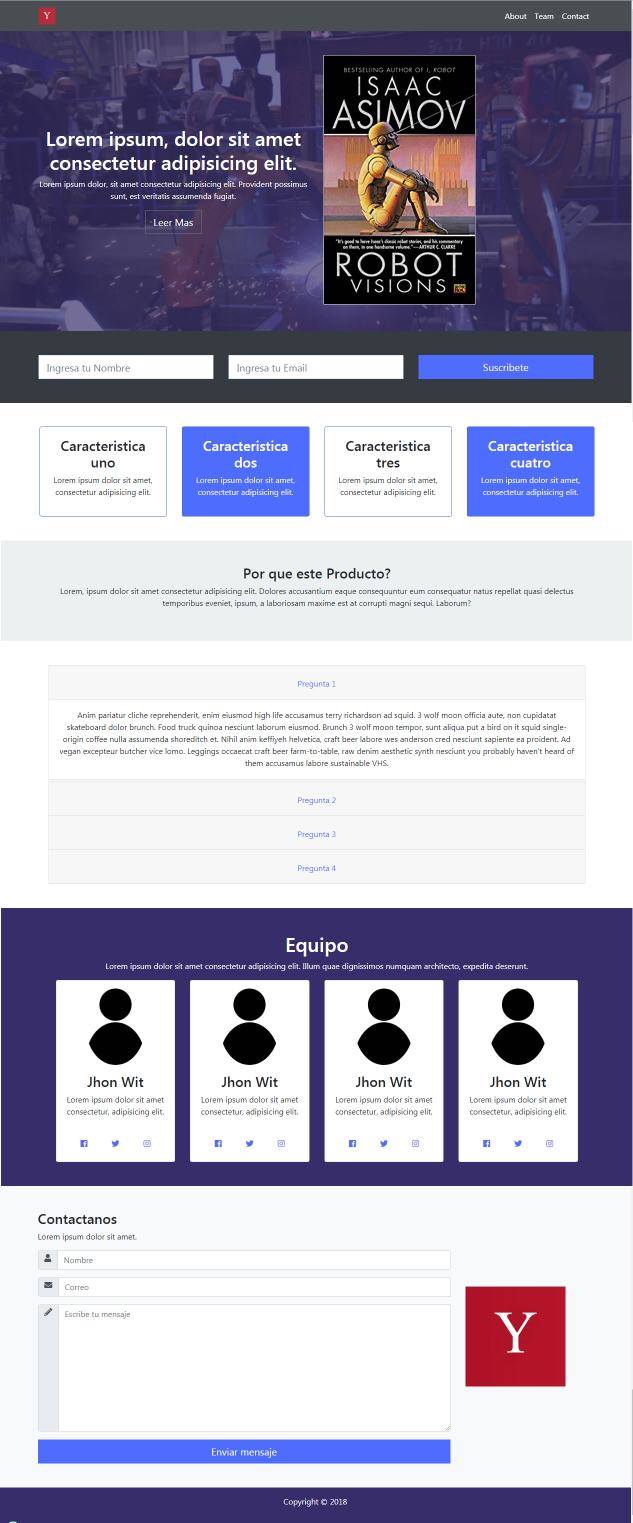 Y
About Team Contact
Lorem ipsum, dolor sit amet
consectetur adipisicing elit.
Lorem ipsum dolor, sit amet consectetur adipisicing elit. Provident possimus
sunt, est veritatis assumenda fugiat.
Leer Mas
BESTSELLING AUTHOR OF I, ROBOT
ISAAC
ASIMOV
"It's good to have hoar's classic robot stories, and his commentary
on them, in one handsome volume."—ARTHUR C. CLARKE
ROBOT
VISIONS
Ingresa tu Nombre
Ingresa tu Email
Suscribete
Caracteristica
uno
Lorem ipsum dolor sit amet,
consectetur adipisicing elit.
Caracteristica
dos
Lorem ipsum dolor sit amet,
consectetur adipisicing elit.
Caracteristica
tres
Lorem ipsum dolor sit amet,
consectetur adipisicing elit.
Caracteristica
cuatro
Lorem ipsum dolor sit amet,
consectetur adipisicing elit.
Por que este Producto?
Lorem, ipsum dolor sit amet consectetur adipisicing elit. Dolores accusantium eaque consequuntur eum consequatur natus repellat quasi delectus
temporibus eveniet, ipsum, a laboriosam maxime est at corrupti magni sequi. Laborum?
Pregunta 1
Anim pariatur cliche reprehenderit, enim eiusmod high life accusamus terry richardson ad squid. 3 wolf moon officia aute, non cupidatat
skateboard dolor brunch. Food truck quinoa nesciunt laborum eiusmod. Brunch 3 wolf moon tempor, sunt aliqua put a bird on it squid single-
origin coffee nulla assumenda shoreditch et. Nihil anim keffiyeh helvetica, craft beer labore wes anderson cred nesciunt sapiente ea proident. Ad
vegan excepteur butcher vice lomo. Leggings occaecat craft beer farm-to-table, raw denim aesthetic synth nesciunt you probably haven't heard of
them accusamus labore sustainable VHS.
Pregunta 2
Pregunta 3
Pregunta 4
Equipo
Lorem ipsum dolor sit amet consectetur adipisicing elit. Illum quae dignissimos numquam architecto, expedita deserunt.
Jhon Wit
Lorem ipsum dolor sit amet
consectetur, adipisicing elit.
Jhon Wit
Lorem ipsum dolor sit amet
consectetur, adipisicing elit.
Jhon Wit
Lorem ipsum dolor sit amet
consectetur, adipisicing elit.
Jhon Wit
Lorem ipsum dolor sit amet
consectetur, adipisicing elit.
Contactanos
Lorem ipsum dolor sit amet.
Nombre
Correo
Escribe tu mensaje
Enviar mensaje
Y
Copyright © 2018